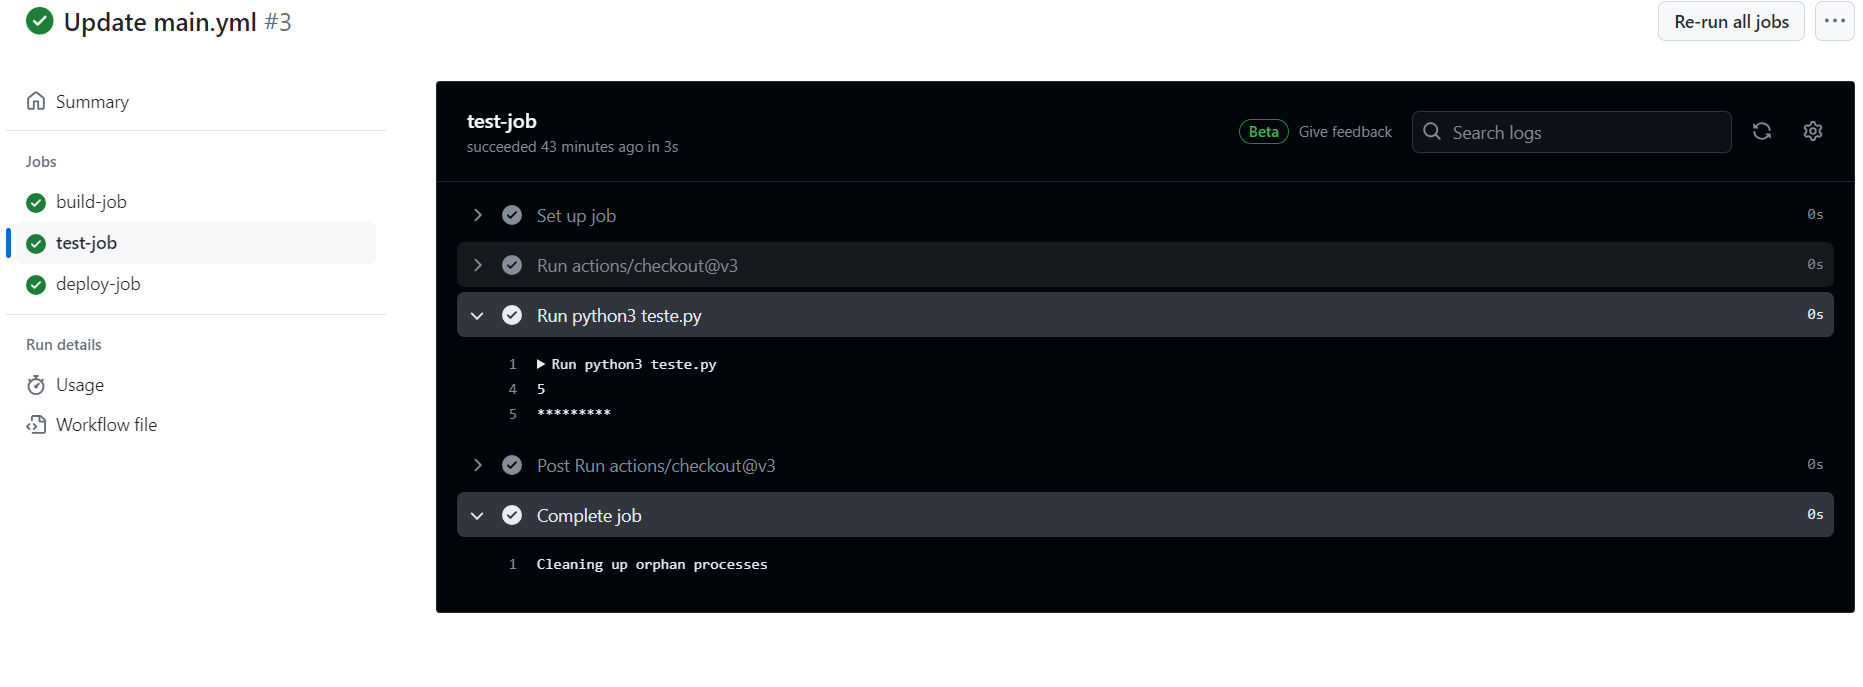 Update main.yml #3
Re-run all jobs
Summary
Jobs
build-job
test-job
deploy-job
Run details
Usage
Workflow file
test-job
succeeded 43 minutes ago in 3s
Beta Give feedback
Search logs
Set up job 0s
Run actions/checkout@v3 0s
Run python3 teste.py 0s
1 Run python3 teste.py
4 5
5 *********
Post Run actions/checkout@v3 0s
Complete job 0s
1 Cleaning up orphan processes